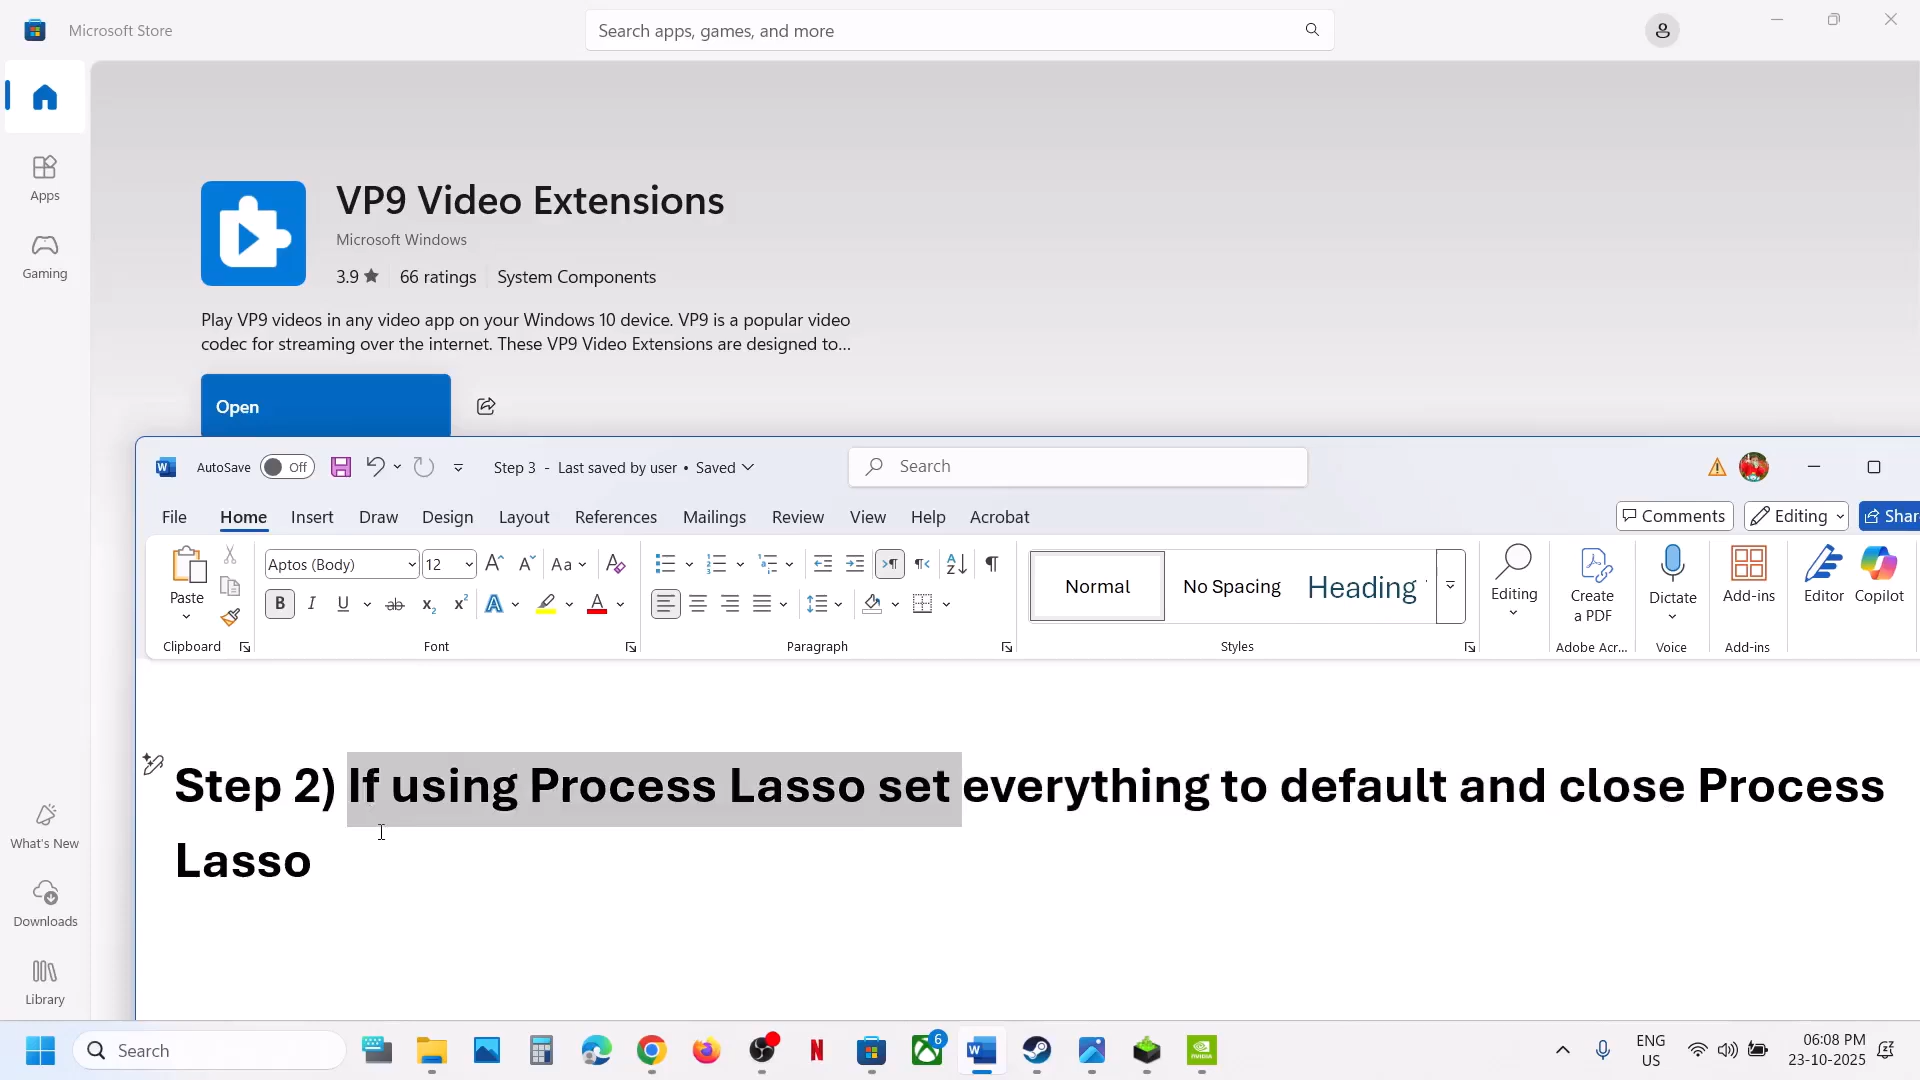 Microsoft Store
Search apps, games, and more
Apps
Gaming
What's New
Downloads
Library
VP9 Video Extensions
Microsoft Windows
3.9 ★ 66 ratings System Components
Play VP9 videos in any video app on your Windows 10 device. VP9 is a popular video
codec for streaming over the internet. These VP9 Video Extensions are designed to...
Open
AutoSave Off Step 3 - Last saved by user • Saved Search
File Home Insert Draw Design Layout References Mailings Review View Help Acrobat Comments Editing Shar
Paste
Clipboard
Aptos (Body) 12
Font
Paragraph
Normal No Spacing Heading
Styles
Editing
Create
a PDF
Adobe Acr...
Dictate
Voice
Add-ins
Add-ins
Editor Copilot
Step 2) If using Process Lasso set everything to default and close Process
Lasso
Search
6
ENG
US
06:08 PM
23-10-2025